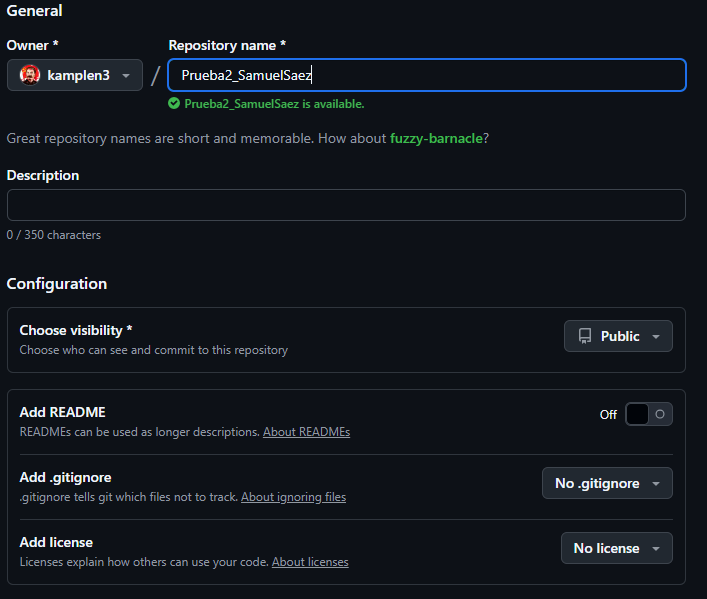 General
Owner *
Repository name *
kamplen3
/
Prueba2_SamuelSaez
Prueba2_SamuelSaez is available.
Great repository names are short and memorable. How about fuzzy-barnacle?
Description
0 / 350 characters
Configuration
Choose visibility *
Choose who can see and commit to this repository
Public
Add README
READMEs can be used as longer descriptions. About READMEs
Off
Add .gitignore
.gitignore tells git which files not to track. About ignoring files
No .gitignore
Add license
Licenses explain how others can use your code. About licenses
No license